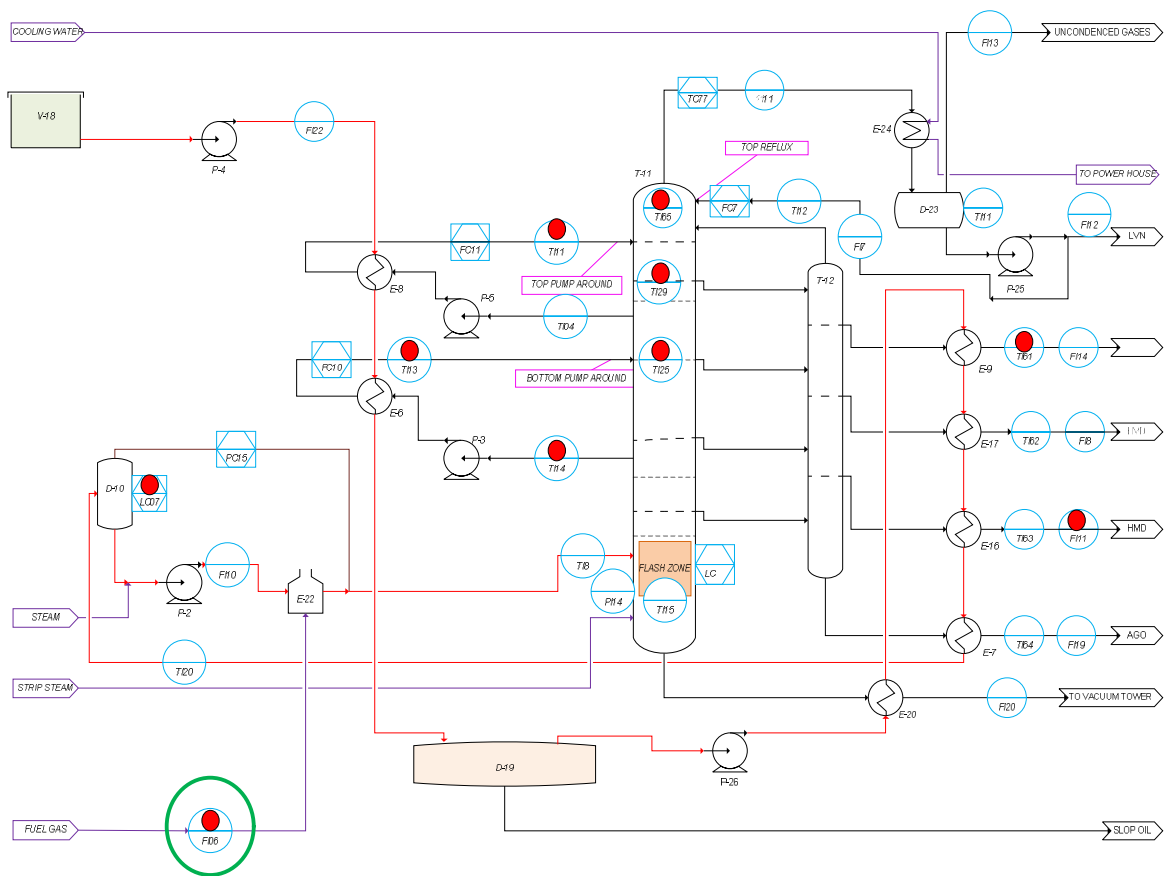 COOLING WATER
FI13
UNCONDENCED GASES
V-18
FI22
P-4
TC77
TI11
E-24
TOP REFLUX
T-11
TO POWER HOUSE
TI65
FC7
TI12
D-23
TI11
FI12
LVN
FC11
TI11
FI7
P-25
E-8
TOP PUMP AROUND
TI29
T-12
P-5
TI04
FC10
TI13
TI25
BOTTOM PUMP AROUND
E-9
TI61
FI14
E-6
P-3
TI14
E-17
TI62
FI8
PC15
D-10
LC07
E-16
TI63
FI11
HMD
FI10
P-2
E-22
TI8
FLASH ZONE
LC
PI14
TI15
STEAM
E-7
TI64
FI19
AGO
TI20
STRIP STEAM
E-20
FI20
TO VACUUM TOWER
D-19
P-26
FUEL GAS
FI06
SLOP OIL